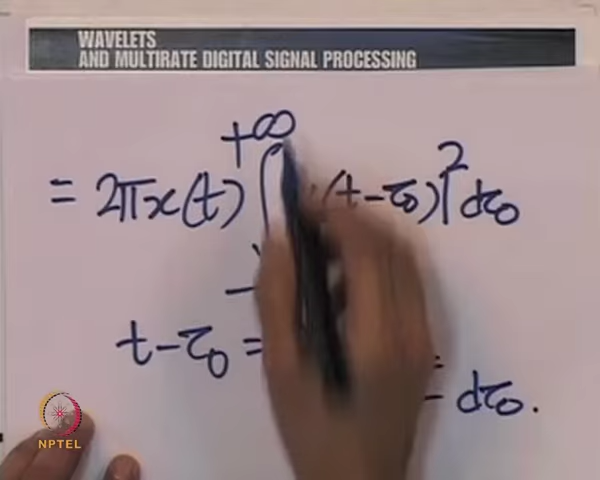 WAVELETS
AND MULTIRATE DIGITAL SIGNAL PROCESSING
+∞
= 2πx(t) ∫ (t-τ₀)|² dτ₀
-
t-τ₀ =
= dτ₀.
NPTEL